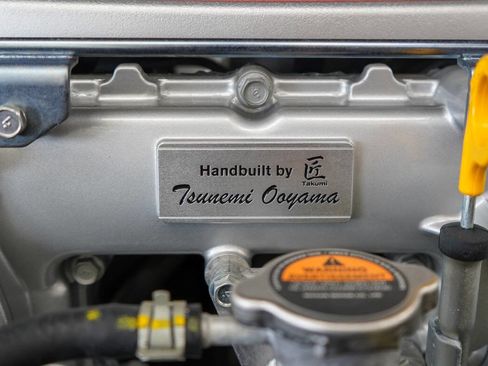 Handbuilt by 匠
Takumi
Tsunemi Ooyama
WARNING